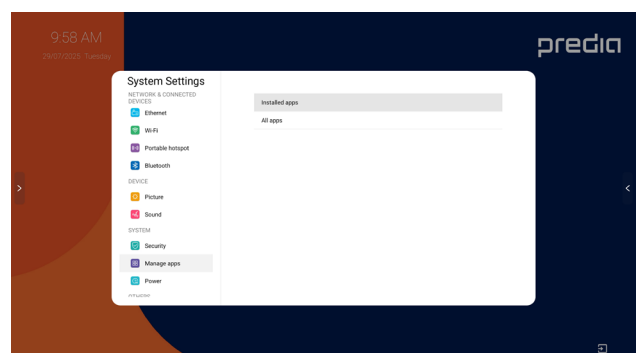 9:58 AM
29/07/2025 Tuesday
predia
System Settings
NETWORK & CONNECTED
DEVICES
Ethernet
Wi-Fi
Portable hotspot
Bluetooth
DEVICE
Picture
Sound
SYSTEM
Security
Manage apps
Power
Installed apps
All apps